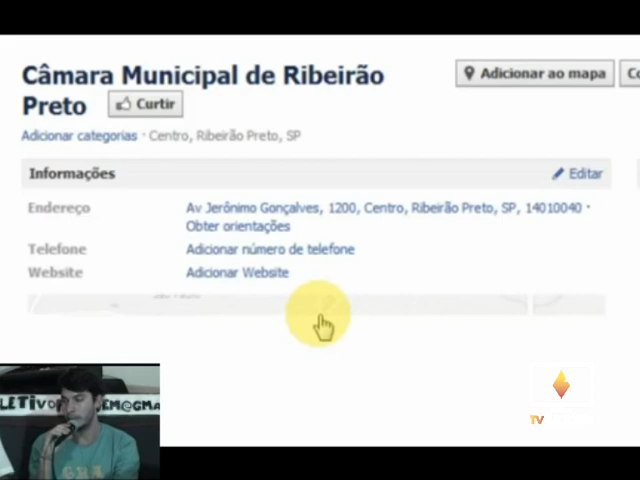 Câmara Municipal de Ribeirão
Preto Curtir
Adicionar ao mapa
Co
Adicionar categorias · Centro, Ribeirão Preto, SP
Informações Editar
Endereço Av Jerônimo Gonçalves, 1200, Centro, Ribeirão Preto, SP, 14010040 ·
Obter orientações
Telefone Adicionar número de telefone
Website Adicionar Website
TV